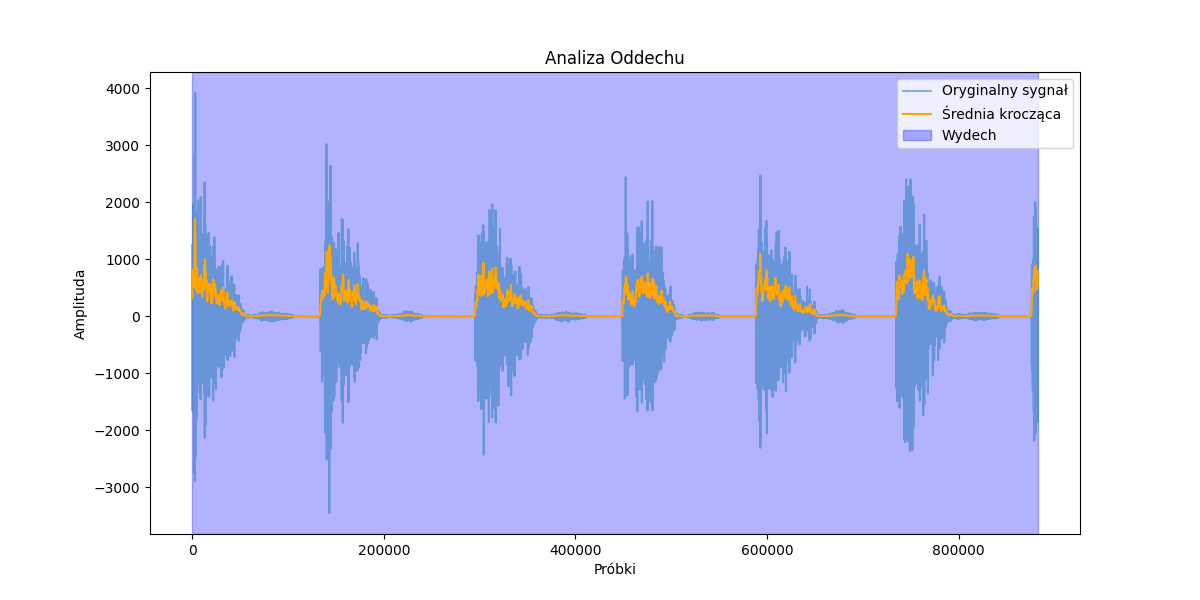 Analiza Oddechu
Oryginalny sygnał
Średnia krocząca
Wydech
Amplituda
4000
3000
2000
1000
0
−1000
−2000
−3000
0
200000
400000
600000
800000
Próbki